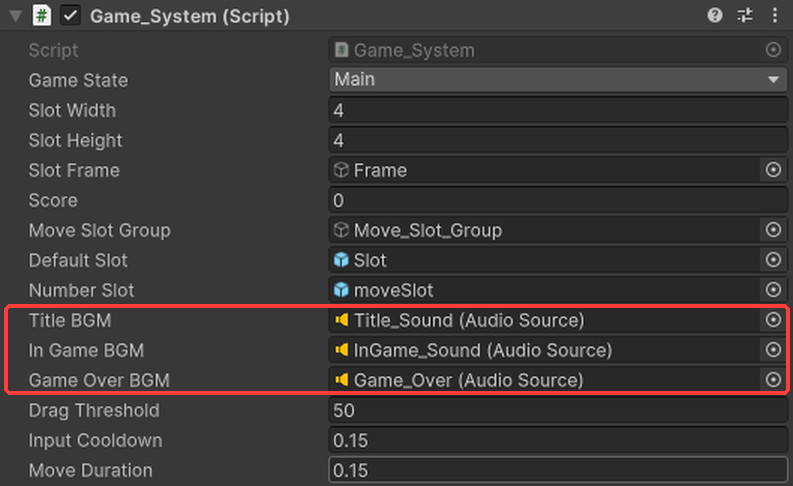 Game_System (Script)
Script Game_System
Game State Main
Slot Width 4
Slot Height 4
Slot Frame Frame
Score 0
Move Slot Group Move_Slot_Group
Default Slot Slot
Number Slot moveSlot
Title BGM Title_Sound (Audio Source)
In Game BGM InGame_Sound (Audio Source)
Game Over BGM Game_Over (Audio Source)
Drag Threshold 50
Input Cooldown 0.15
Move Duration 0.15